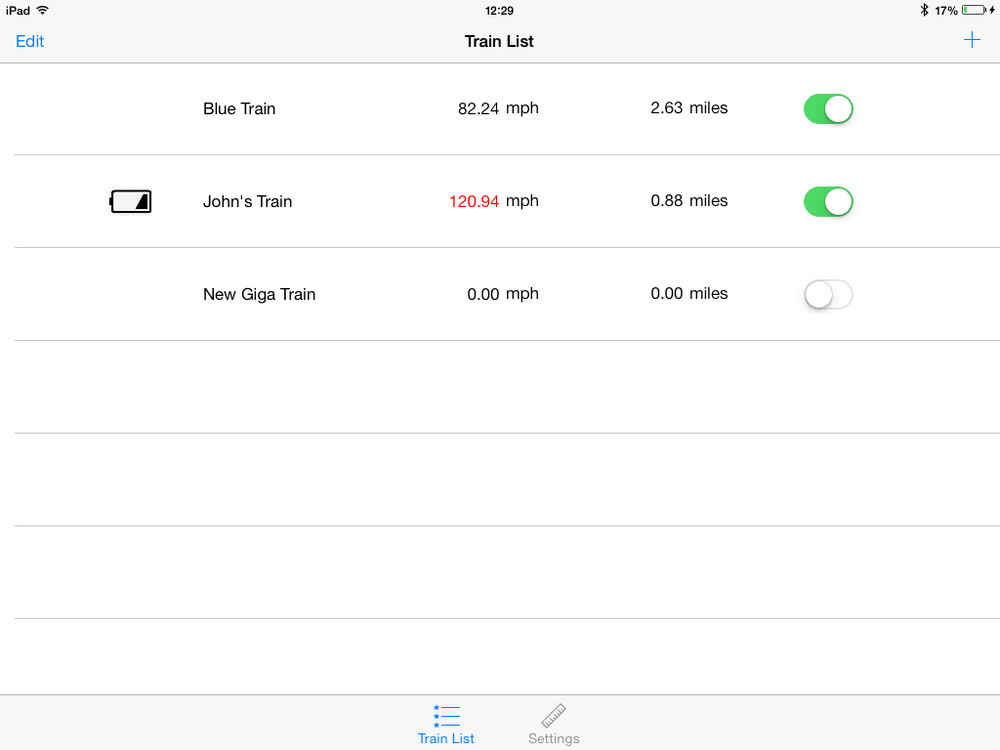 iPad 12:29 17%
Edit Train List
Blue Train 82.24 mph 2.63 miles
John's Train 120.94 mph 0.88 miles
New Giga Train 0.00 mph 0.00 miles
Train List Settings